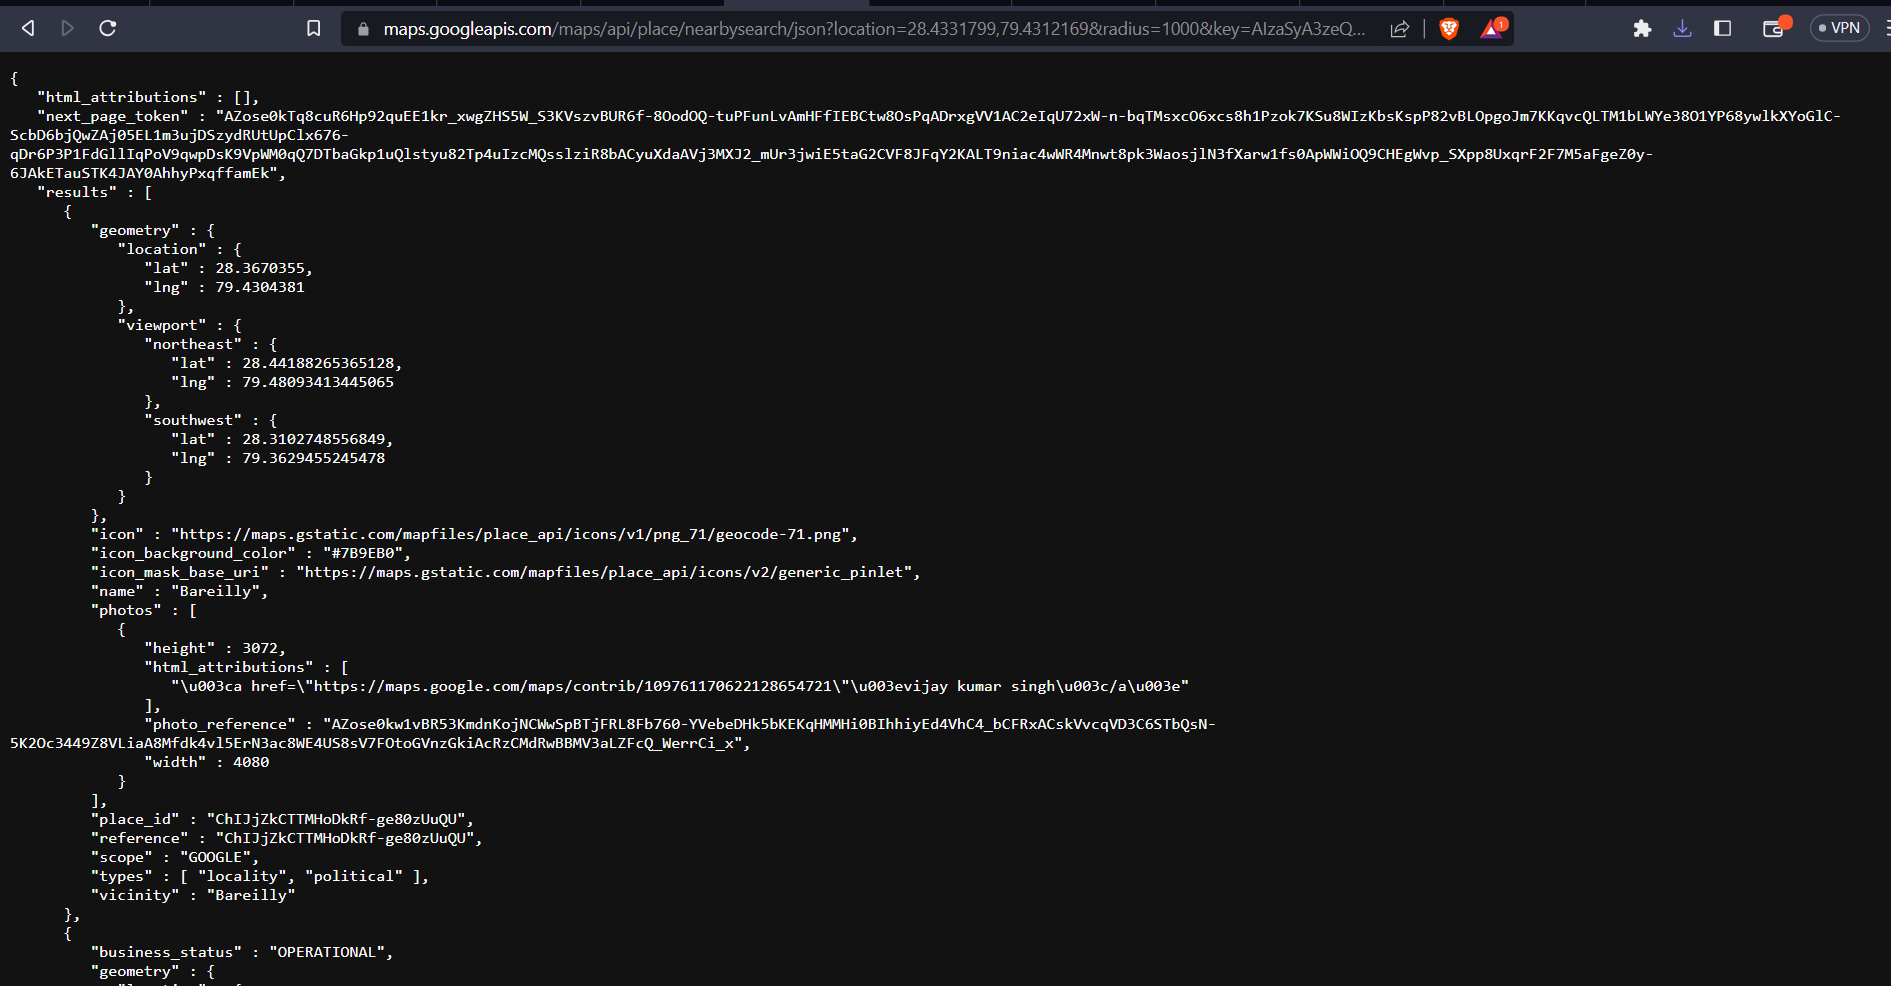 maps.googleapis.com/maps/api/place/nearbysearch/json?location=28.4331799,79.4312169&radius=1000&key=AIzaSyA3zeQ...
1
VPN
{
"html_attributions" : [],
"next_page_token" : "AZose0kTq8cuR6Hp92quEE1kr_xwgZHS5W_S3KVszvBUR6f-8OodOQ-tuPFunLvAmHFfIEBCtw8OsPqADrxgVV1AC2eIqU72xW-n-bqTMsxcO6xcs8h1Pzok7KSu8WIzKbsKspP82vBLOpgoJm7KKqvcQLTM1bLWYe38O1YP68ywlkXYoGlC-
ScbD6bjQwZAj05EL1m3ujDSzydRUtUpClx676-
qDr6P3P1FdGllIqPoV9qwpDsK9VpWM0qQ7DTbaGkp1uQlstyu82Tp4uIzcMQsslziR8bACyuXdaAVj3MXJ2_mUr3jwiE5taG2CVF8JFqY2KALT9niac4wWR4Mnwt8pk3WaosjlN3fXarw1fs0ApWWiOQ9CHEgWvp_SXpp8UxqrF2F7M5aFgeZ0y-
6JAkETauSTK4JAY0AhhyPxqffamEk",
"results" : [
{
"geometry" : {
"location" : {
"lat" : 28.3670355,
"lng" : 79.4304381
},
"viewport" : {
"northeast" : {
"lat" : 28.44188265365128,
"lng" : 79.48093413445065
},
"southwest" : {
"lat" : 28.3102748556849,
"lng" : 79.3629455245478
}
}
},
"icon" : "https://maps.gstatic.com/mapfiles/place_api/icons/v1/png_71/geocode-71.png",
"icon_background_color" : "#7B9EB0",
"icon_mask_base_uri" : "https://maps.gstatic.com/mapfiles/place_api/icons/v2/generic_pinlet",
"name" : "Bareilly",
"photos" : [
{
"height" : 3072,
"html_attributions" : [
"\u003ca href=\"https://maps.google.com/maps/contrib/109761170622128654721\"\u003evijay kumar singh\u003c/a\u003e"
],
"photo_reference" : "AZose0kw1vBR53KmdnKojNCWwSpBTjFRL8Fb760-YVebeDHk5bKEKqHMMHi0BIhhiyEd4VhC4_bCFRxACskVvcqVD3C6STbQsN-
5K2Oc3449Z8VLiaA8Mfdk4vl5ErN3ac8WE4US8sV7FOtoGVnzGkiAcRzCMdRwBBMV3aLZFcQ_WerrCi_x",
"width" : 4080
}
],
"place_id" : "ChIJjZkCTTMHoDkRf-ge80zUuQU",
"reference" : "ChIJjZkCTTMHoDkRf-ge80zUuQU",
"scope" : "GOOGLE",
"types" : [ "locality", "political" ],
"vicinity" : "Bareilly"
},
{
"business_status" : "OPERATIONAL",
"geometry" : {